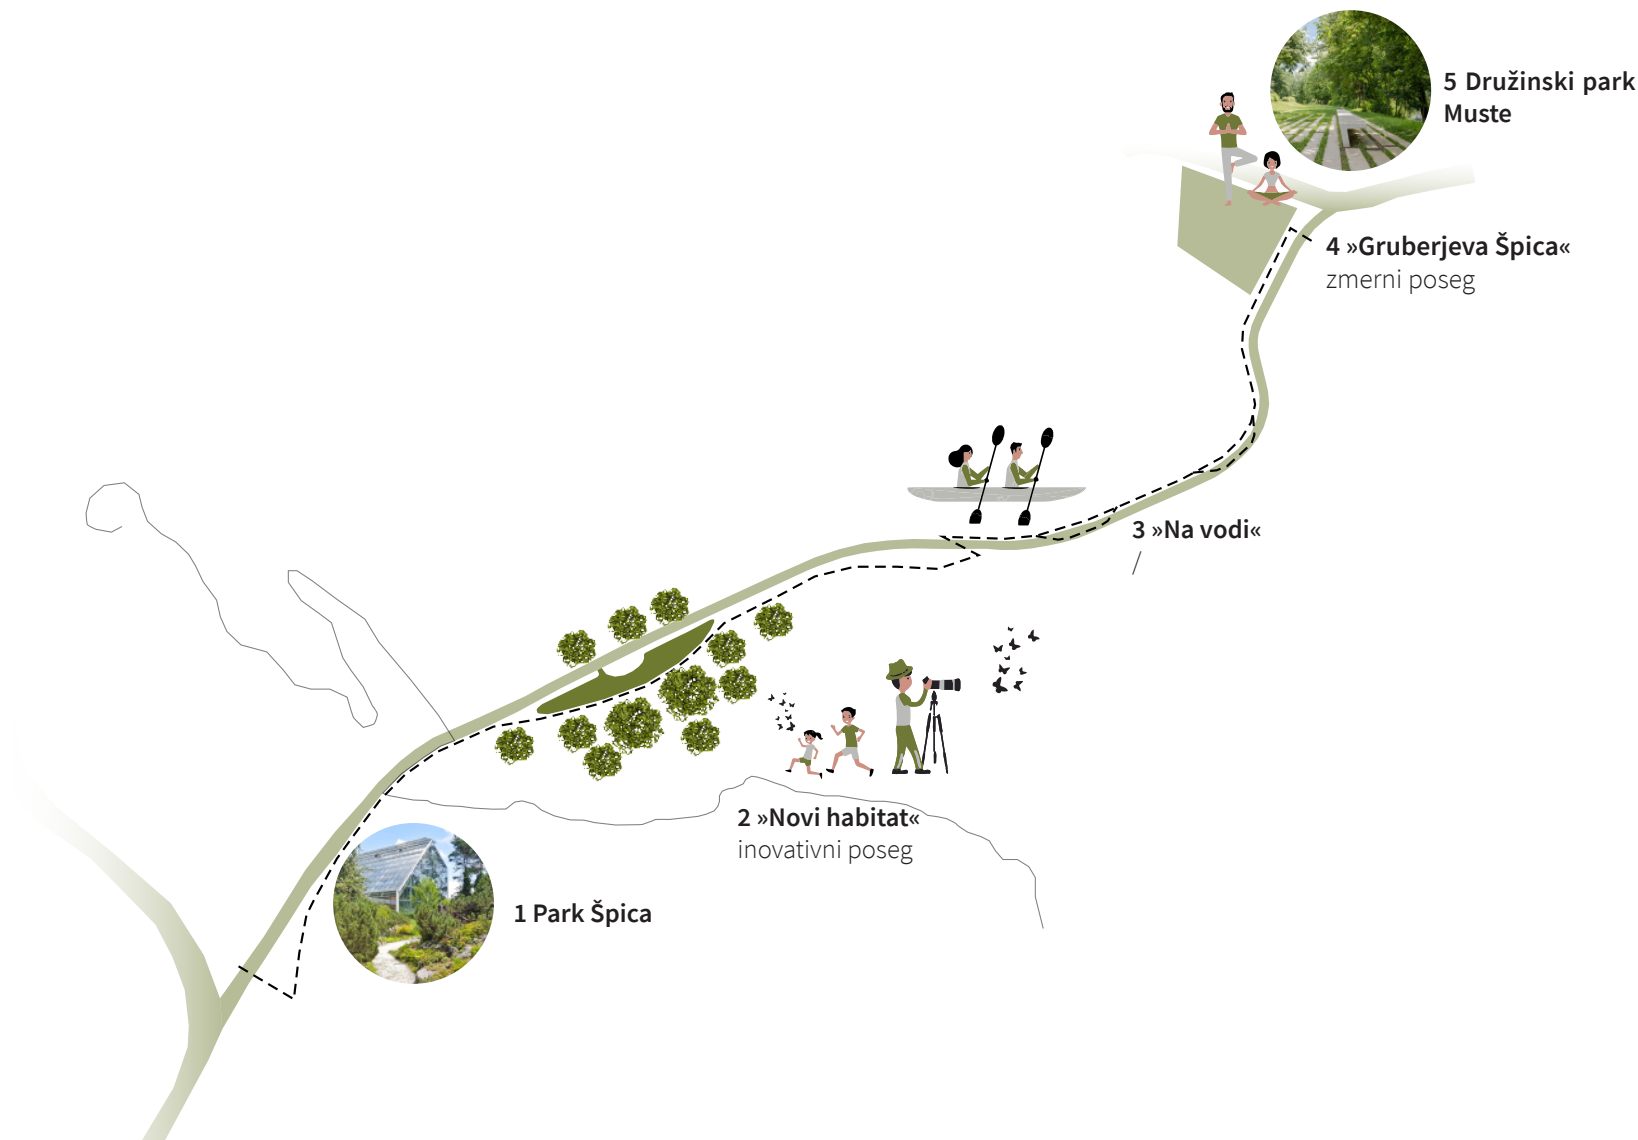 5 Družinski park
Muste
4 »Gruberjeva Špica«
zmerni poseg
3 »Na vodi«
2 »Novi habitat«
inovativni poseg
1 Park Špica